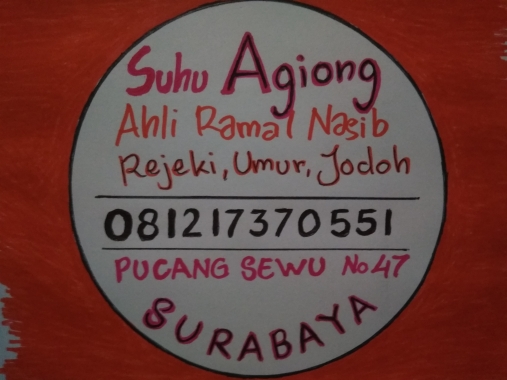 Suhu Agiong
Ahli Ramal Nasib
Rejeki, Umur, Jodoh
081217370551
PUCANG SEWU No 47
SURABAYA